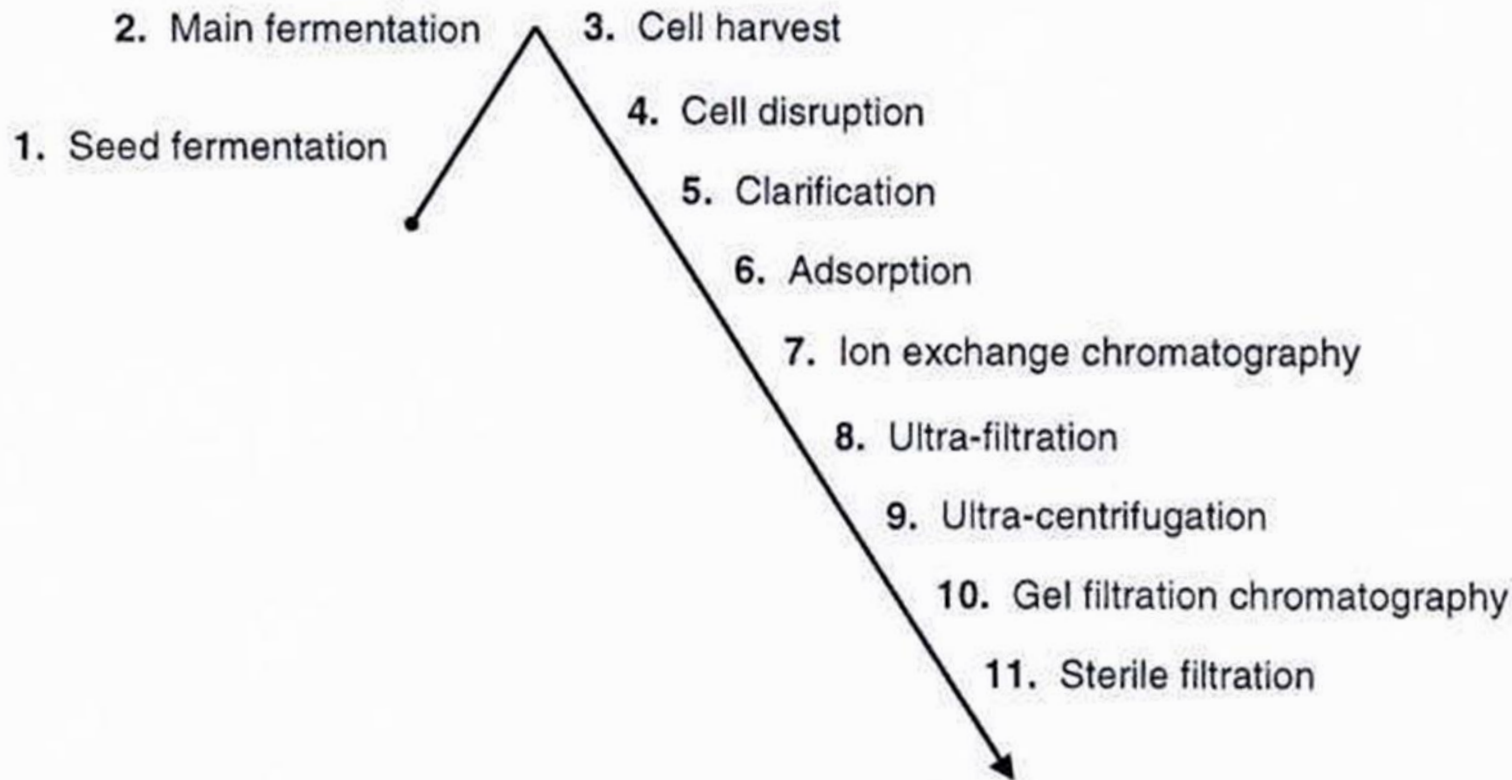 1. Seed fermentation
2. Main fermentation
3. Cell harvest
4. Cell disruption
5. Clarification
6. Adsorption
7. Ion exchange chromatography
8. Ultra-filtration
9. Ultra-centrifugation
10. Gel filtration chromatography
11. Sterile filtration